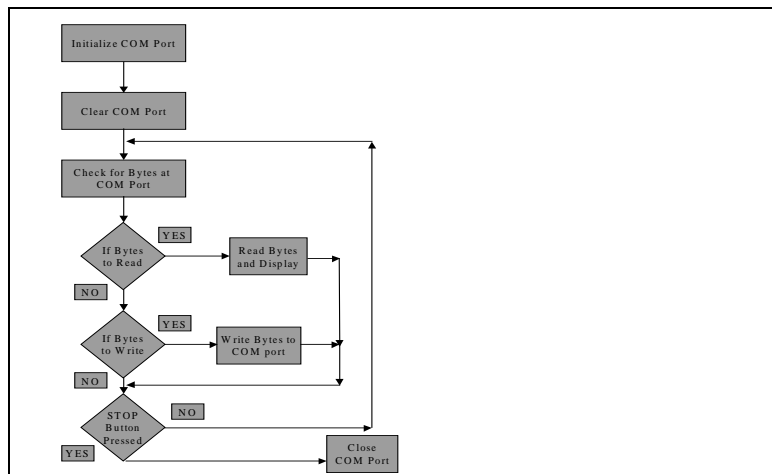 Initialize COM Port
Clear COM Port
Check for Bytes at
COM Port
YES
If Bytes
to Read
Read Bytes
and Display
NO
YES
If Bytes
to Write
Write Bytes to
COM port
NO
STOP
Button
Pressed
NO
YES
Close
COM Port